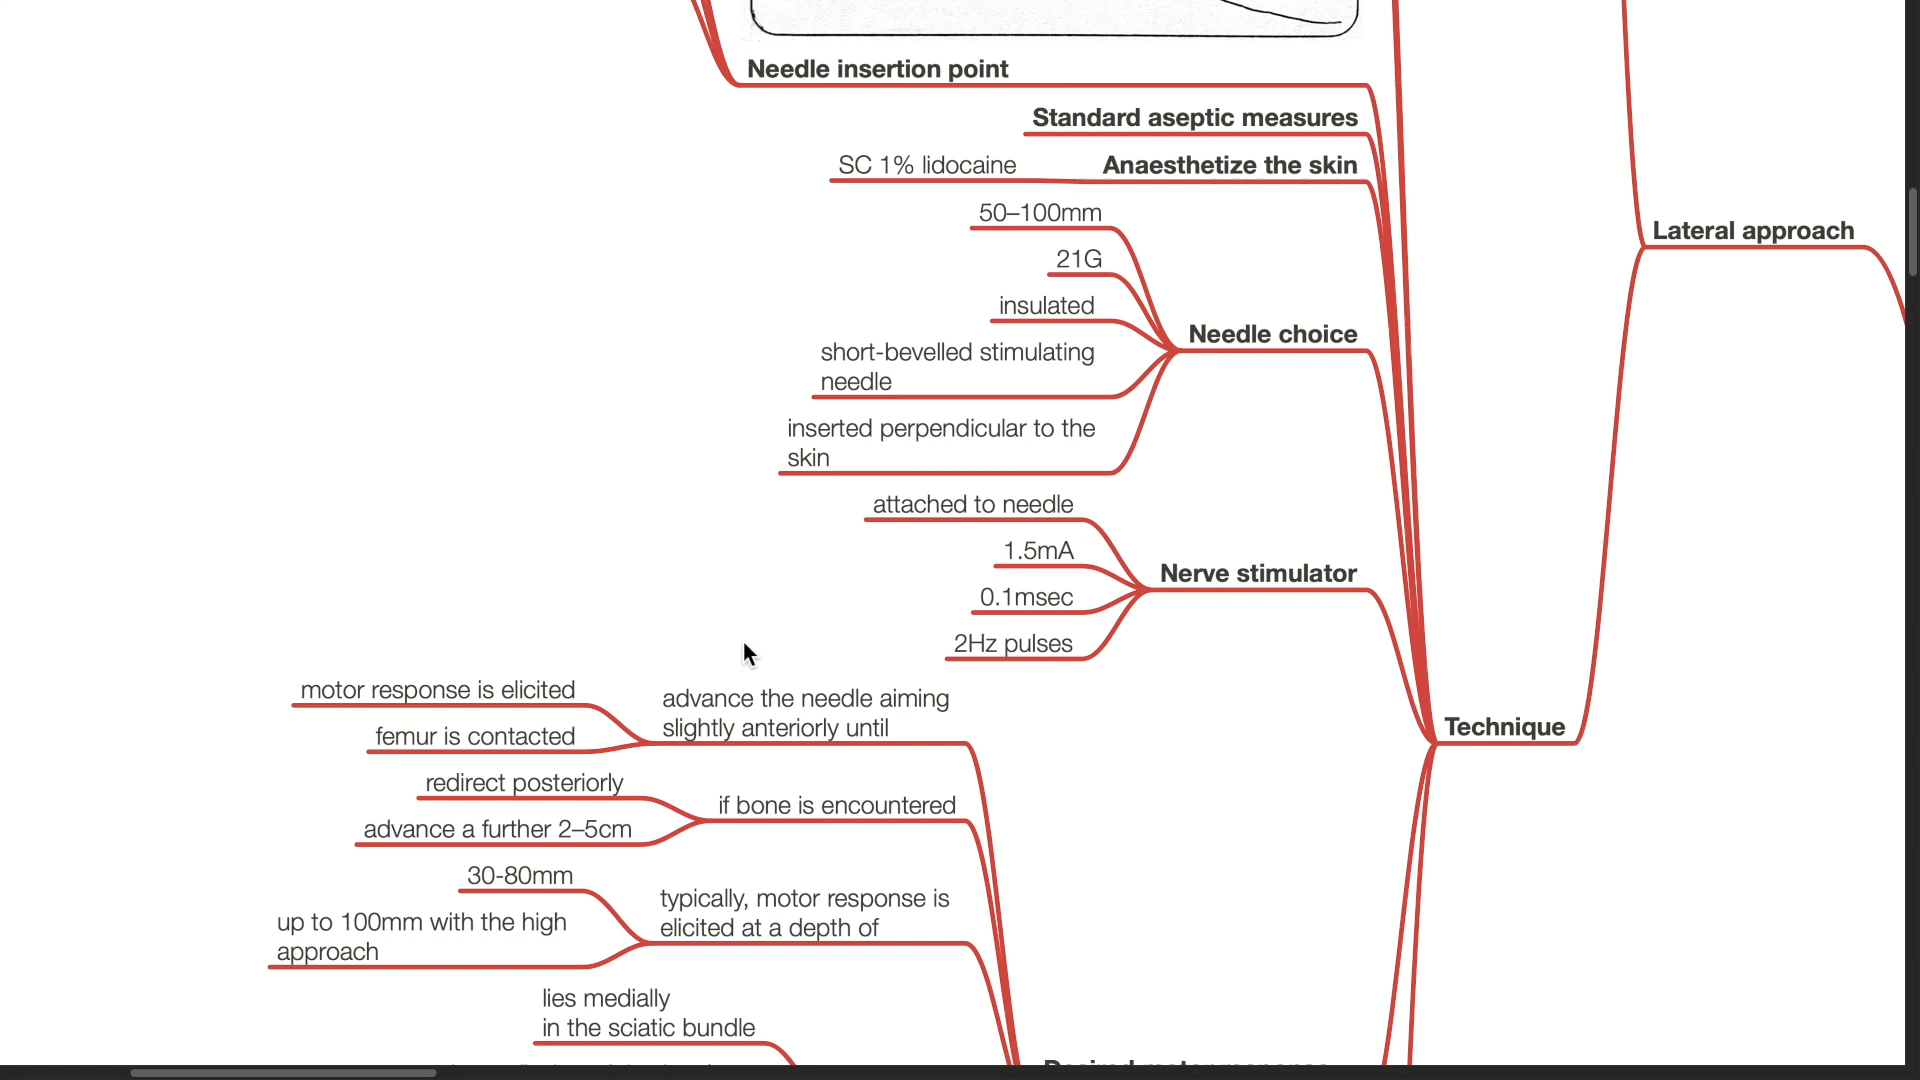 Needle insertion point
Standard aseptic measures
SC 1% lidocaine
Anaesthetize the skin
50–100mm
21G
insulated
short-bevelled stimulating
needle
inserted perpendicular to the
skin
Needle choice
attached to needle
1.5mA
0.1msec
2Hz pulses
Nerve stimulator
motor response is elicited
femur is contacted
advance the needle aiming
slightly anteriorly until
redirect posteriorly
advance a further 2–5cm
if bone is encountered
30-80mm
up to 100mm with the high
approach
typically, motor response is
elicited at a depth of
lies medially
in the sciatic bundle
Desired motor response
Technique
Lateral approach